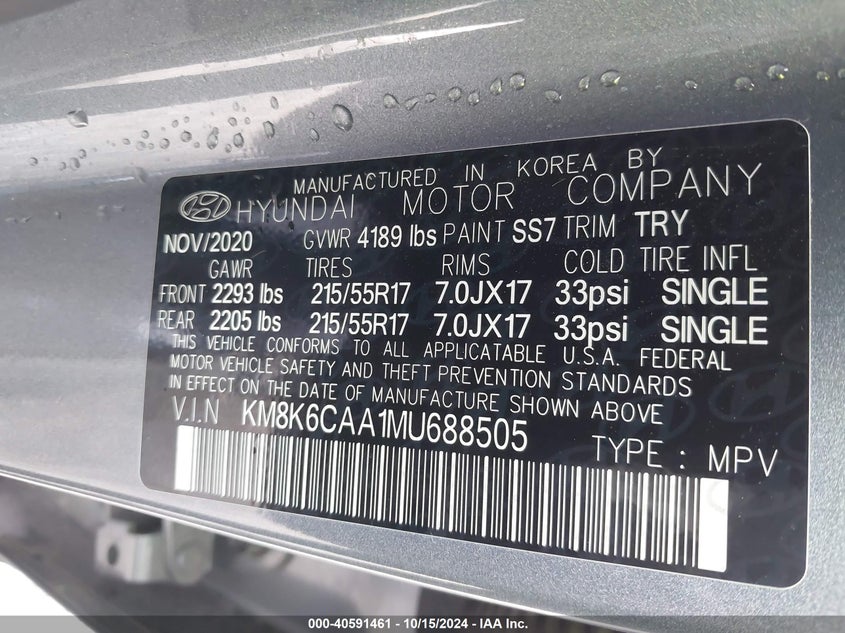 MANUFACTURED IN KOREA BY
HYUNDAI MOTOR COMPANY
NOV/2020 GVWR 4189 lbs PAINT SS7 TRIM TRY
GAWR TIRES RIMS COLD TIRE INFL
FRONT 2293 lbs 215/55R17 7.0JX17 33psi SINGLE
REAR 2205 lbs 215/55R17 7.0JX17 33psi SINGLE
THIS VEHICLE CONFORMS TO ALL APPLICATABLE U.S.A. FEDERAL
MOTOR VEHICLE SAFETY AND THEFT PREVENTION STANDARDS
IN EFFECT ON THE DATE OF MANUFACTURE SHOWN ABOVE
V.I.N KM8K6CAA1MU688505
TYPE : MPV
000-40591461 - 10/15/2024 - IAA Inc.